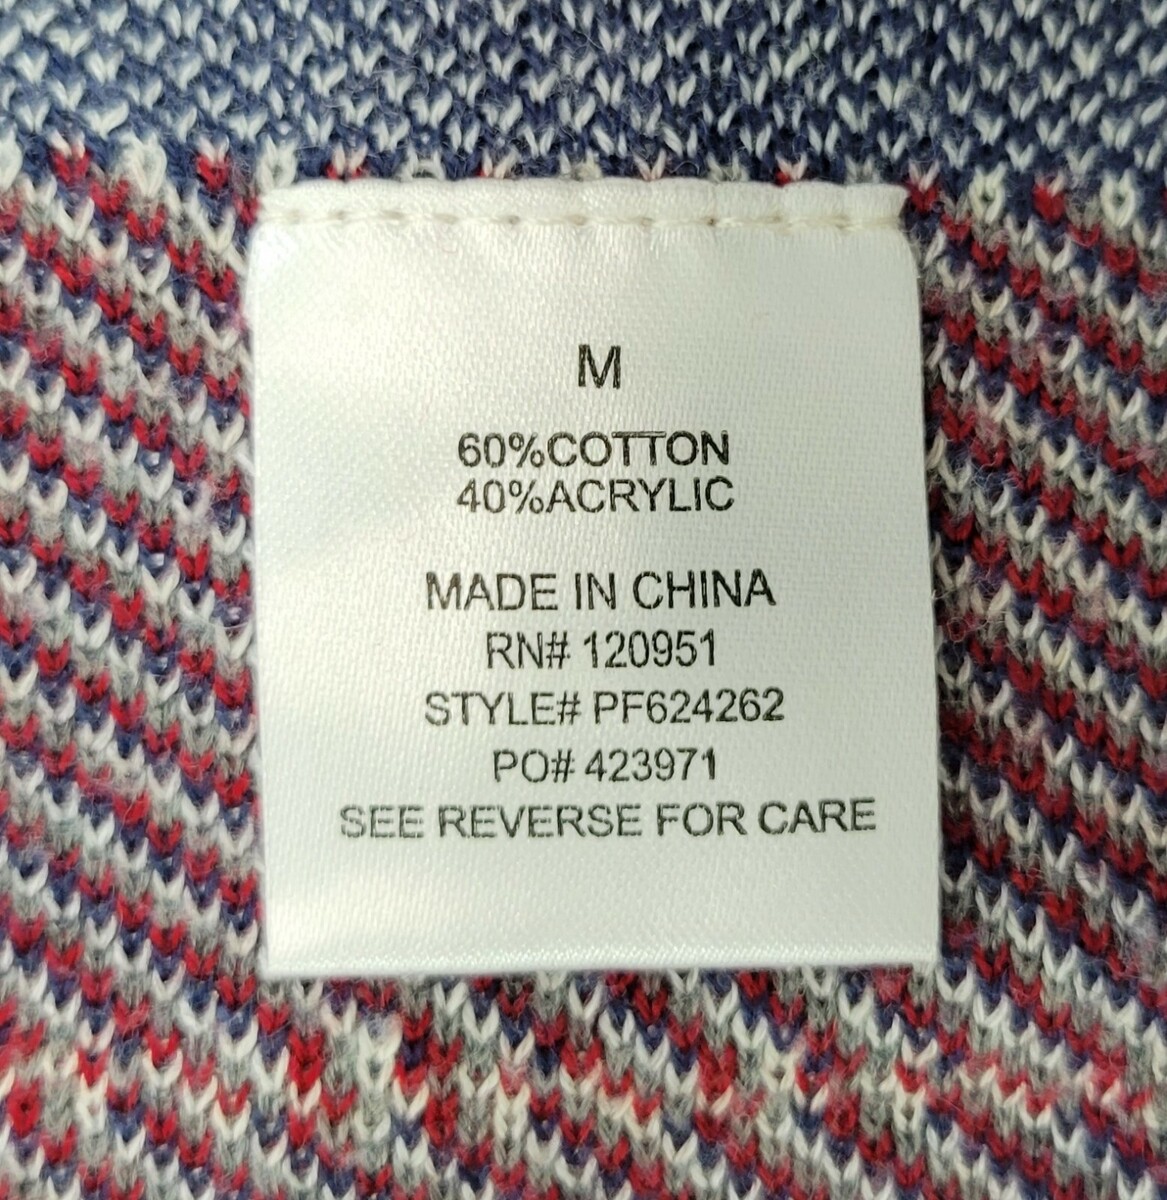 M
60%COTTON
40%ACRYLIC
MADE IN CHINA
RN# 120951
STYLE# PF624262
PO# 423971
SEE REVERSE FOR CARE